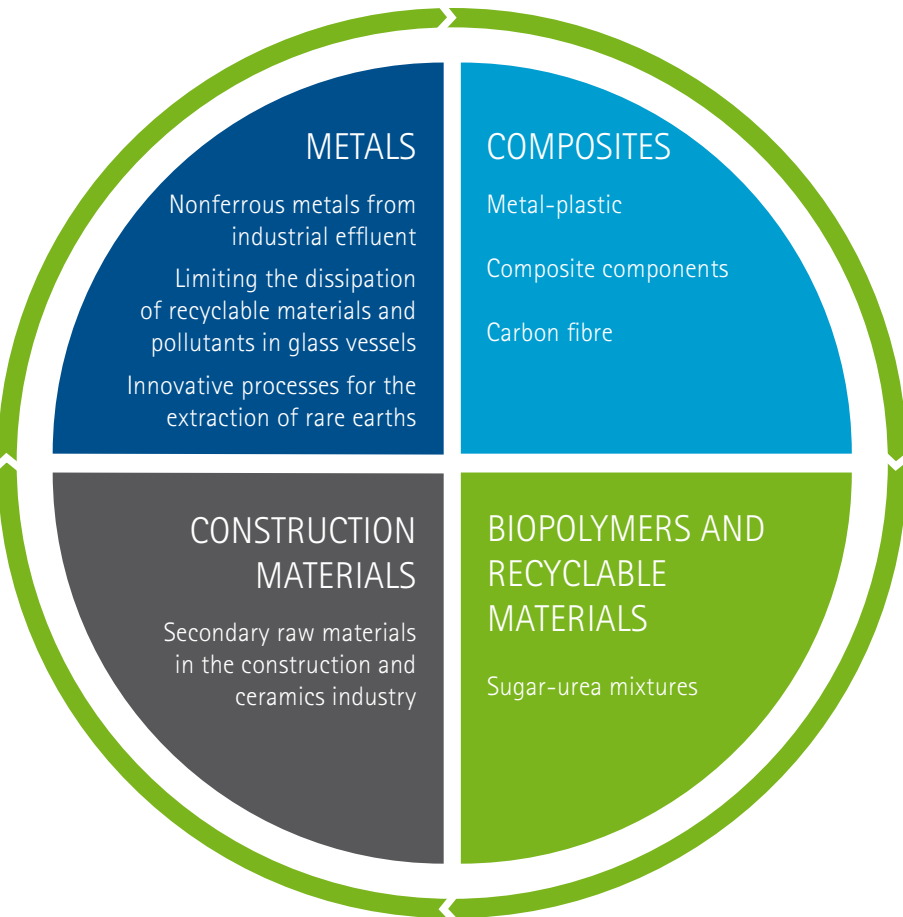 METALS
Nonferrous metals from
industrial effluent
Limiting the dissipation
of recyclable materials and
pollutants in glass vessels
Innovative processes for the
extraction of rare earths
COMPOSITES
Metal-plastic
Composite components
Carbon fibre
CONSTRUCTION
MATERIALS
Secondary raw materials
in the construction and
ceramics industry
BIOPOLYMERS AND
RECYCLABLE
MATERIALS
Sugar-urea mixtures